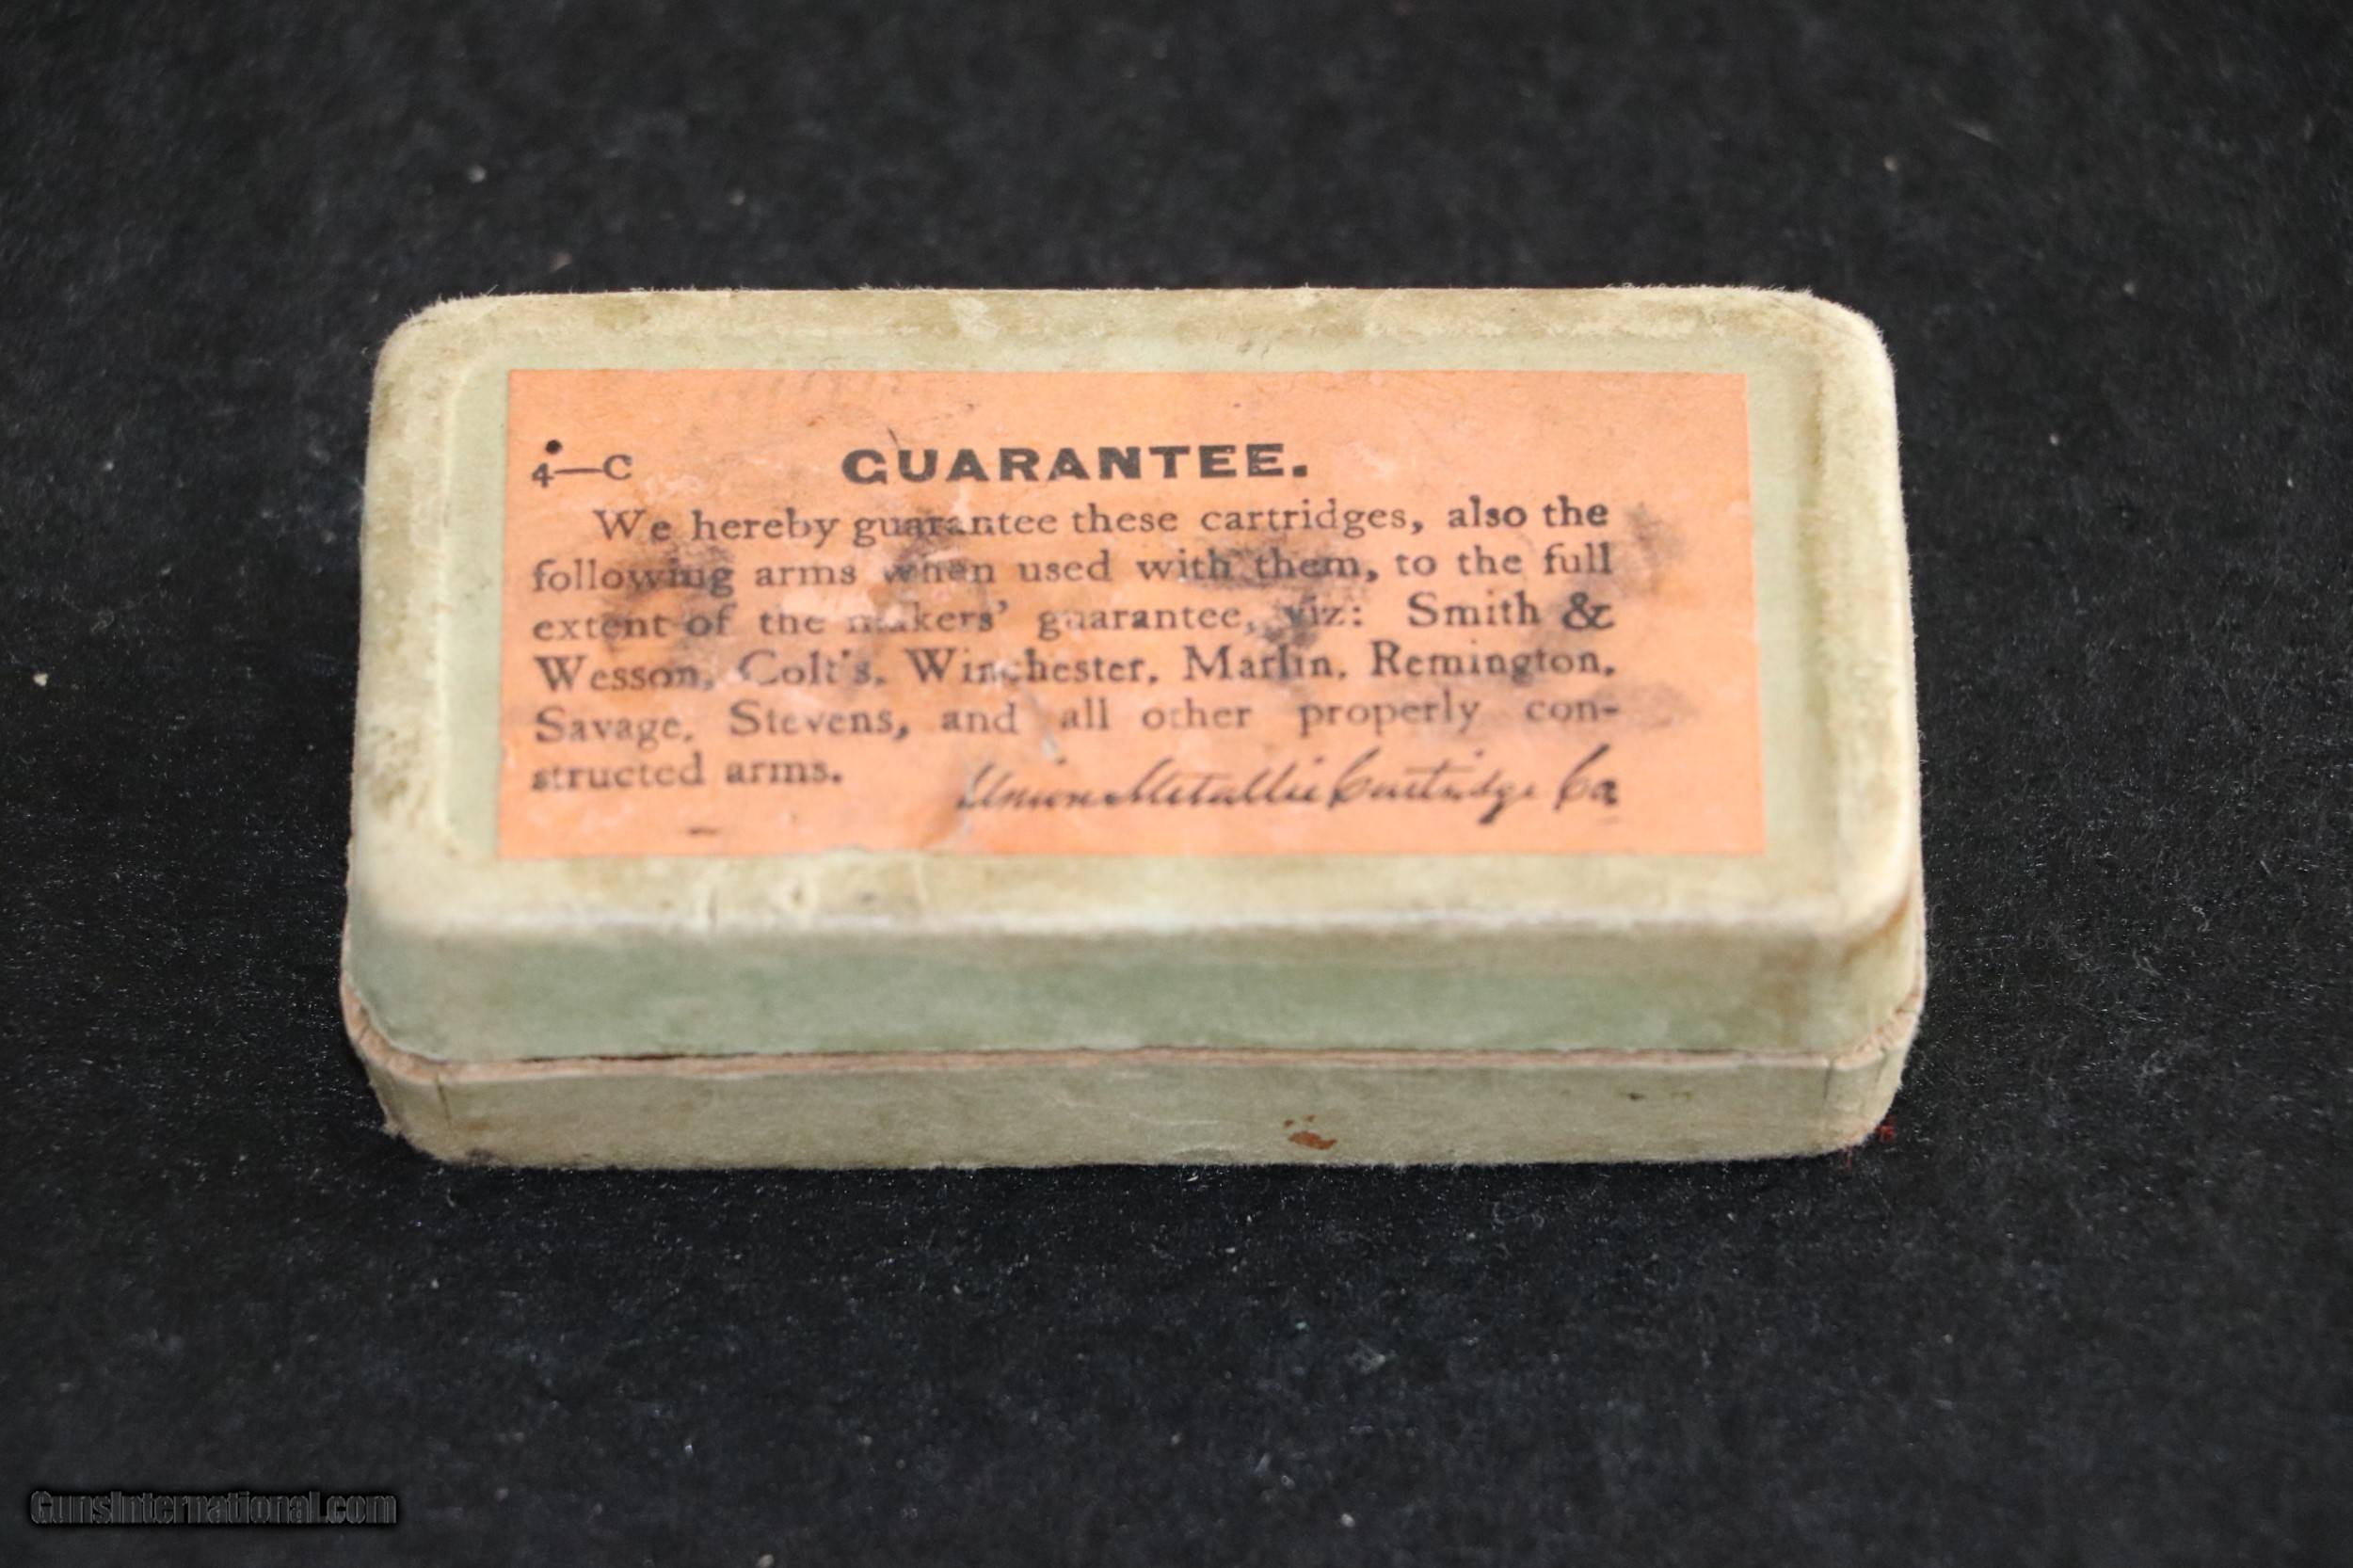 4—C GUARANTEE.
We hereby guarantee these cartridges, also the
following arms when used with them, to the full
extent of the makers' guarantee, viz: Smith &
Wesson, Colt's, Winchester, Marlin, Remington,
Savage, Stevens, and all other properly con-
structed arms.
Union Metallic Cartridge Co
GunsInternational.com